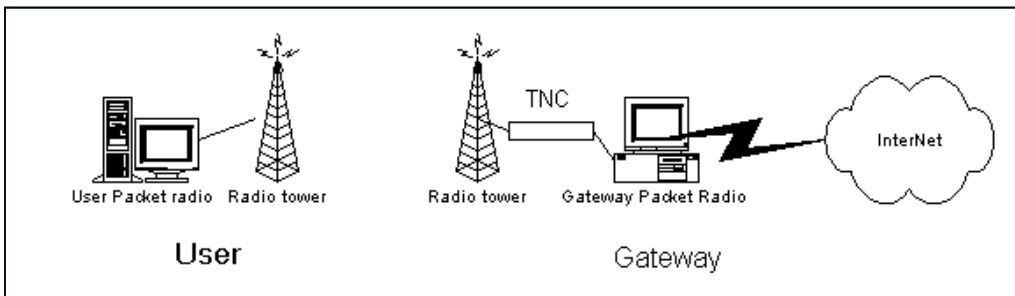 TNC
InterNet
User Packet radio
Radio tower
Radio tower
Gateway Packet Radio
User
Gateway